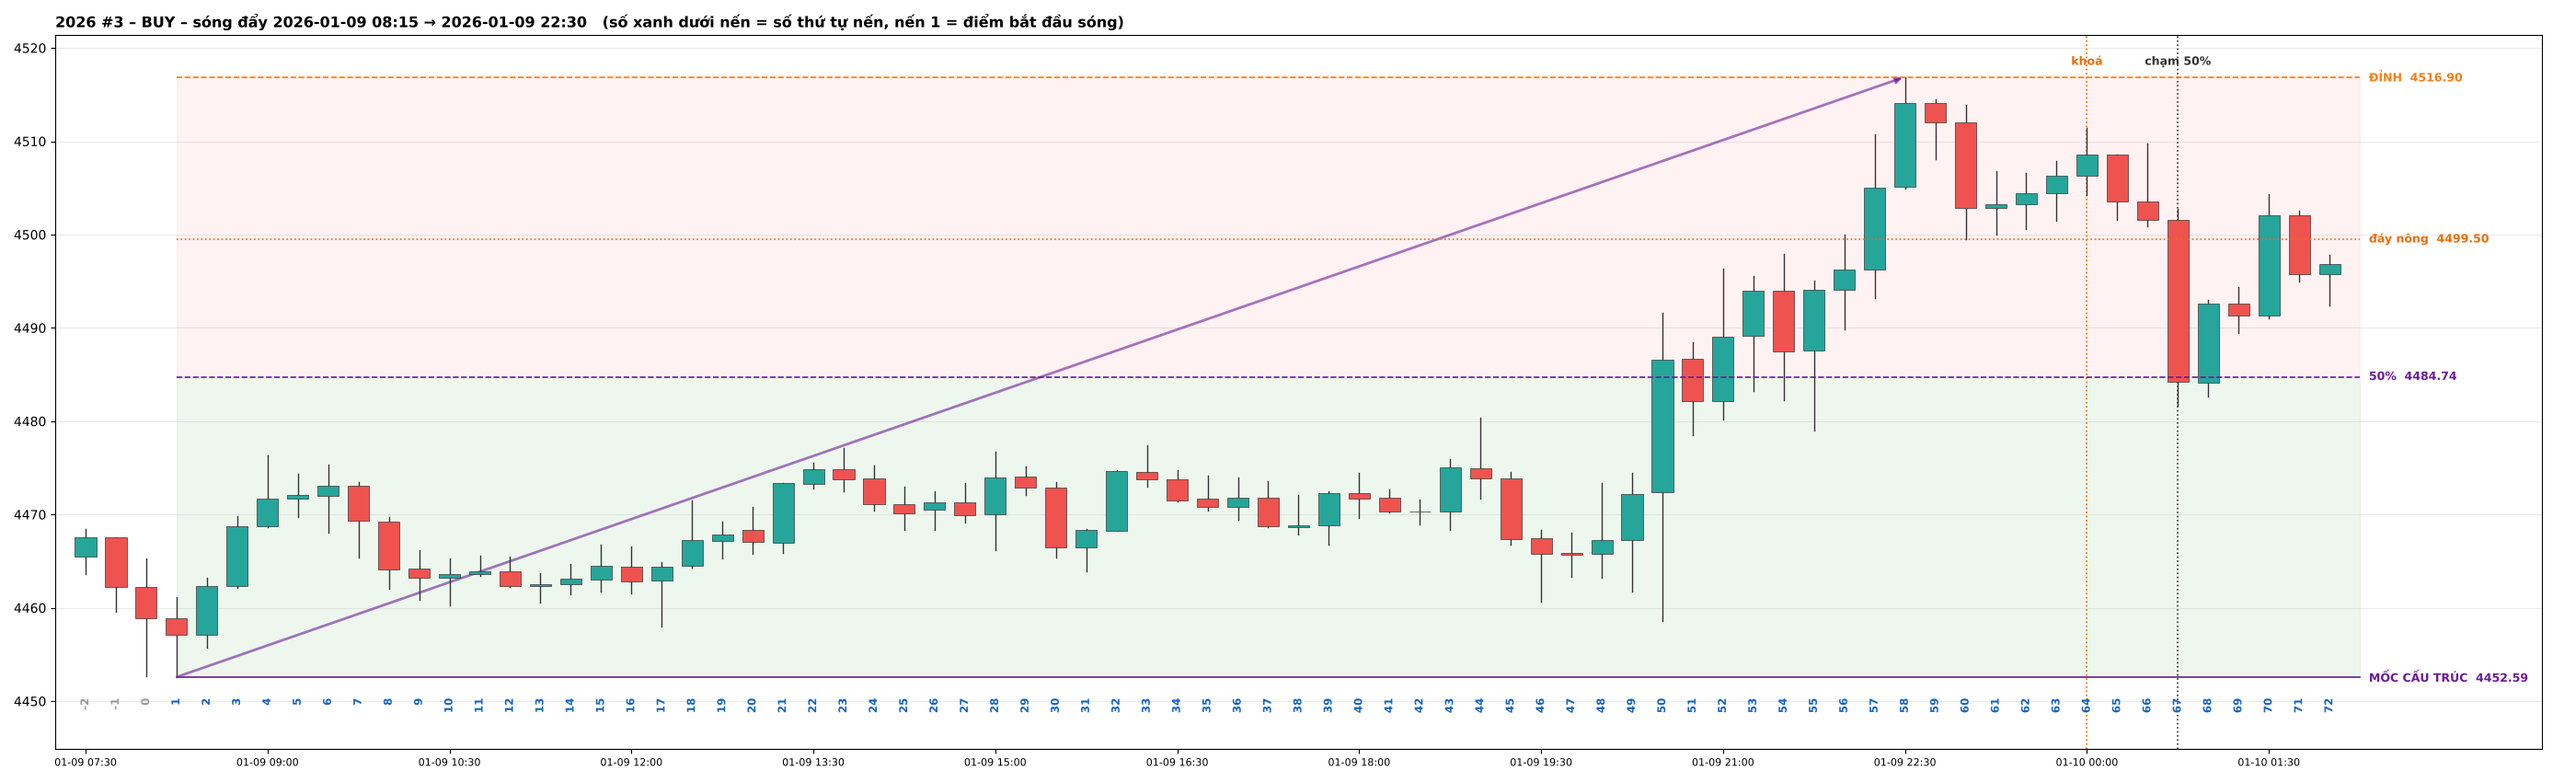 2026 #3 – BUY – sóng đẩy 2026-01-09 08:15 → 2026-01-09 22:30   (số xanh dưới nến = số thứ tự nến, nến 1 = điểm bắt đầu sóng)
4520
4510
4500
4490
4480
4470
4460
4450
khoá
chạm 50%
ĐỈNH 4516.90
đáy nông 4499.50
50% 4484.74
MỐC CẤU TRÚC 4452.59
-2 -1 0 1 2 3 4 5 6 7 8 9 10 11 12 13 14 15 16 17 18 19 20 21 22 23 24 25 26 27 28 29 30 31 32 33 34 35 36 37 38 39 40 41 42 43 44 45 46 47 48 49 50 51 52 53 54 55 56 57 58 59 60 61 62 63 64 65 66 67 68 69 70 71 72
01-09 07:30 01-09 09:00 01-09 10:30 01-09 12:00 01-09 13:30 01-09 15:00 01-09 16:30 01-09 18:00 01-09 19:30 01-09 21:00 01-09 22:30 01-10 00:00 01-10 01:30